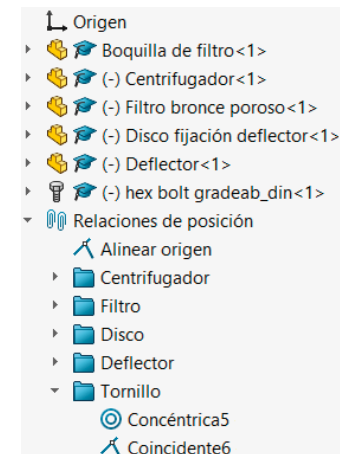 Origen
Boquilla de filtro<1>
(-) Centrifugador<1>
(-) Filtro bronce poroso<1>
(-) Disco fijación deflector<1>
(-) Deflector<1>
(-) hex bolt gradeab_din<1>
Relaciones de posición
Alinear origen
Centrifugador
Filtro
Disco
Deflector
Tornillo
Concéntrica5
Coincidente6